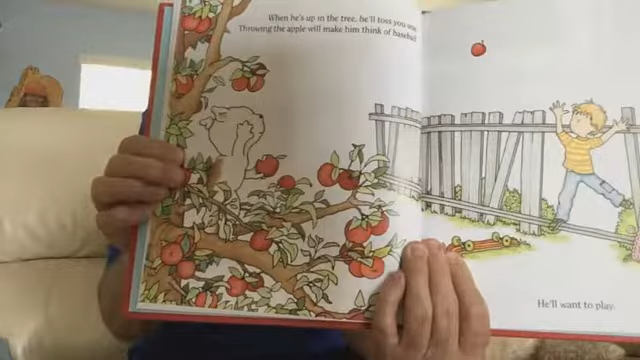 When he's up in the tree, he'll toss you one.
Throwing the apple will make him think of baseball.
He'll want to play.